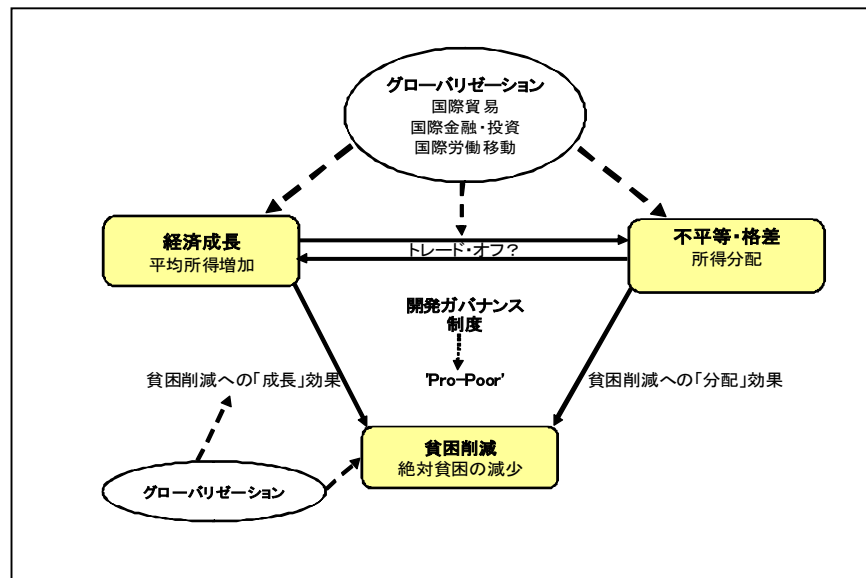 グローバリゼーション
国際貿易
国際金融・投資
国際労働移動
経済成長
平均所得増加
トレード・オフ?
不平等・格差
所得分配
開発ガバナンス
制度
'Pro-Poor'
貧困削減への「成長」効果
貧困削減への「分配」効果
貧困削減
絶対貧困の減少
グローバリゼーション